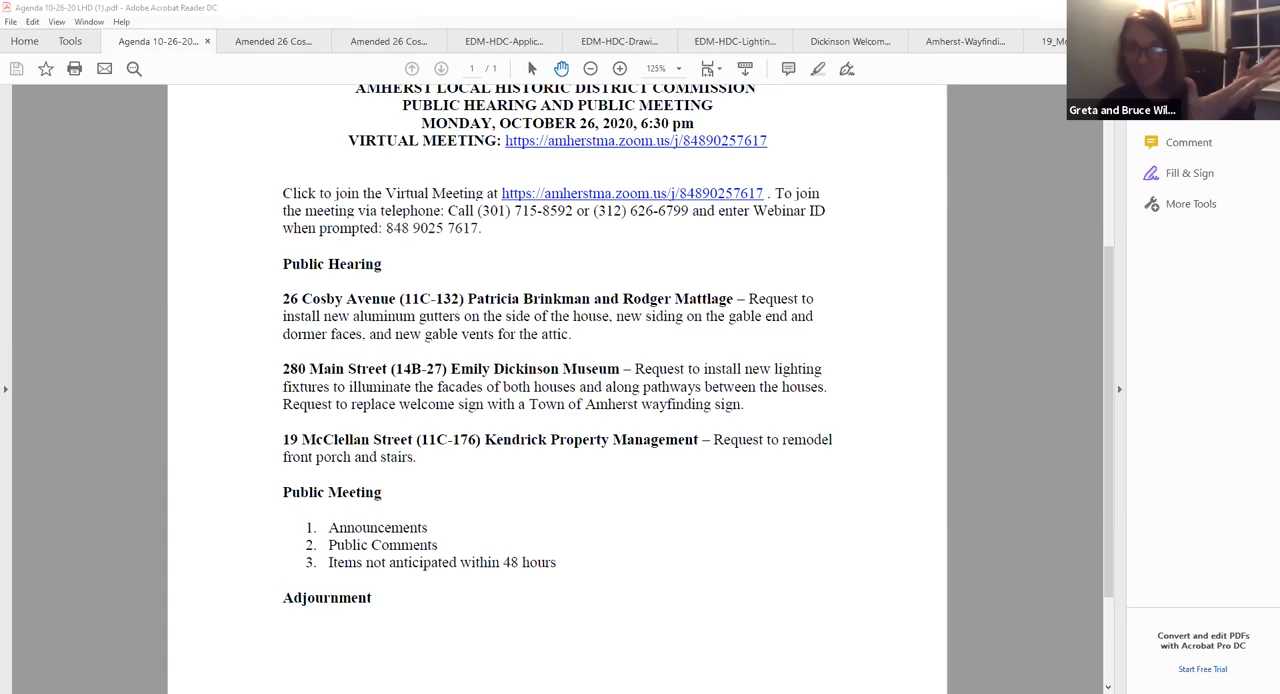 Agenda 10-26-20 LHD (1).pdf - Adobe Acrobat Reader DC
File Edit View Window Help
Home Tools Agenda 10-26-20... × Amended 26 Cos... Amended 26 Cos... EDM-HDC-Applic... EDM-HDC-Drawi... EDM-HDC-Lightin... Dickinson Welcom... Amherst-Wayfindi... 19_Mc
1 / 1 125%
AMHERST LOCAL HISTORIC DISTRICT COMMISSION
PUBLIC HEARING AND PUBLIC MEETING
MONDAY, OCTOBER 26, 2020, 6:30 pm
VIRTUAL MEETING: https://amherstma.zoom.us/j/84890257617
Click to join the Virtual Meeting at https://amherstma.zoom.us/j/84890257617 . To join
the meeting via telephone: Call (301) 715-8592 or (312) 626-6799 and enter Webinar ID
when prompted: 848 9025 7617.
Public Hearing
26 Cosby Avenue (11C-132) Patricia Brinkman and Rodger Mattlage – Request to
install new aluminum gutters on the side of the house, new siding on the gable end and
dormer faces, and new gable vents for the attic.
280 Main Street (14B-27) Emily Dickinson Museum – Request to install new lighting
fixtures to illuminate the facades of both houses and along pathways between the houses.
Request to replace welcome sign with a Town of Amherst wayfinding sign.
19 McClellan Street (11C-176) Kendrick Property Management – Request to remodel
front porch and stairs.
Public Meeting
1. Announcements
2. Public Comments
3. Items not anticipated within 48 hours
Adjournment
Greta and Bruce Wil...
Comment
Fill & Sign
More Tools
Convert and edit PDFs
with Acrobat Pro DC
Start Free Trial